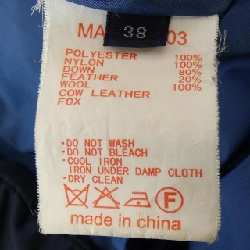 MA 03
38
POLYESTER 100%
NYLON 100%
DOWN 80%
FEATHER 20%
WOOL 100%
COW LEATHER
FOX
•DO NOT WASH
•DO NOT BLEACH
•COOL IRON
IRON UNDER DAMP CLOTH
•DRY CLEAN
F
made in china